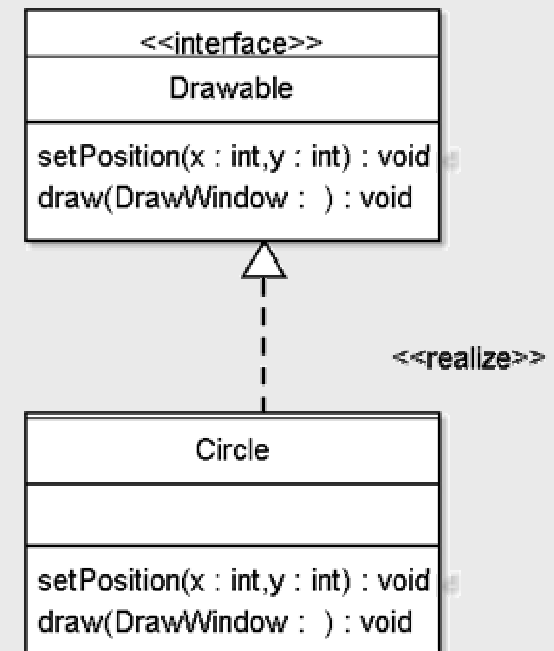 <<interface>>
Drawable
setPosition(x : int,y : int) : void
draw(DrawWindow :  ) : void
<<realize>>
Circle
setPosition(x : int,y : int) : void
draw(DrawWindow :  ) : void